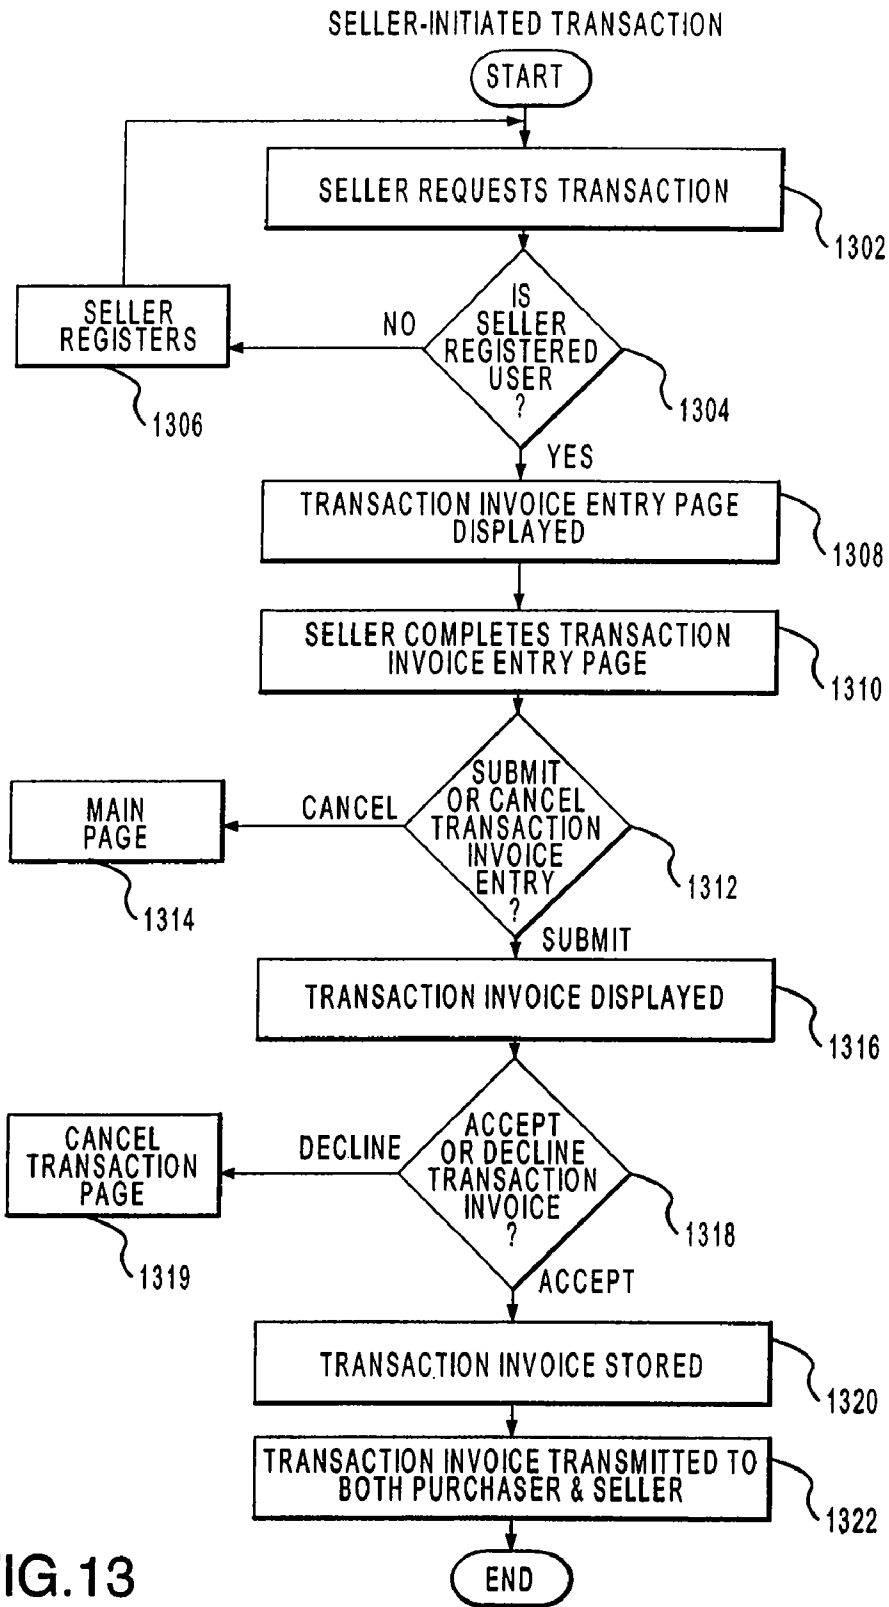 SELLER-INITIATED TRANSACTION
START
SELLER REQUESTS TRANSACTION
1302
IS
SELLER
REGISTERED
USER
?
NO
SELLER
REGISTERS
1304
1306
YES
TRANSACTION INVOICE ENTRY PAGE
DISPLAYED
1308
SELLER COMPLETES TRANSACTION
INVOICE ENTRY PAGE
1310
SUBMIT
OR CANCEL
TRANSACTION
INVOICE
ENTRY
?
CANCEL
MAIN
PAGE
1312
1314
SUBMIT
TRANSACTION INVOICE DISPLAYED
1316
ACCEPT
OR DECLINE
TRANSACTION
INVOICE
?
DECLINE
CANCEL
TRANSACTION
PAGE
1318
1319
ACCEPT
TRANSACTION INVOICE STORED
1320
TRANSACTION INVOICE TRANSMITTED TO
BOTH PURCHASER & SELLER
1322
END
IG.13